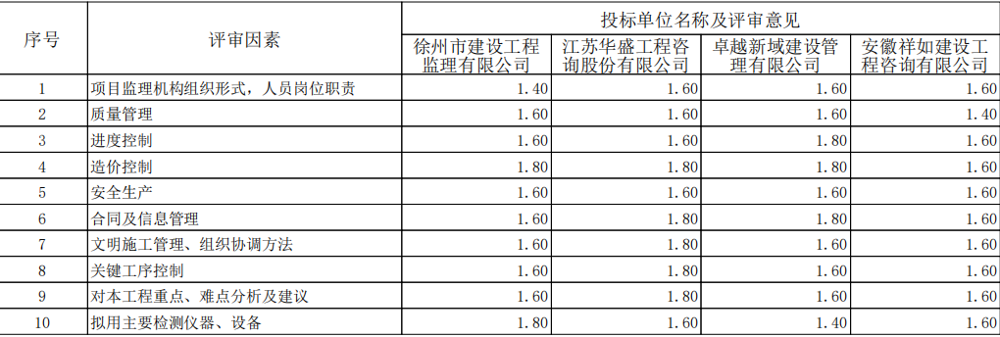 序号 评审因素 投标单位名称及评审意见
徐州市建设工程监理有限公司 江苏华盛工程咨询股份有限公司 卓越新域建设管理有限公司 安徽祥如建设工程咨询有限公司
1 项目监理机构组织形式，人员岗位职责 1.40 1.60 1.60 1.60
2 质量管理 1.60 1.60 1.60 1.40
3 进度控制 1.60 1.60 1.80 1.60
4 造价控制 1.80 1.80 1.80 1.60
5 安全生产 1.60 1.60 1.60 1.60
6 合同及信息管理 1.60 1.80 1.80 1.60
7 文明施工管理、组织协调方法 1.60 1.80 1.60 1.60
8 关键工序控制 1.60 1.80 1.60 1.60
9 对本工程重点、难点分析及建议 1.60 1.80 1.60 1.60
10 拟用主要检测仪器、设备 1.80 1.60 1.40 1.60